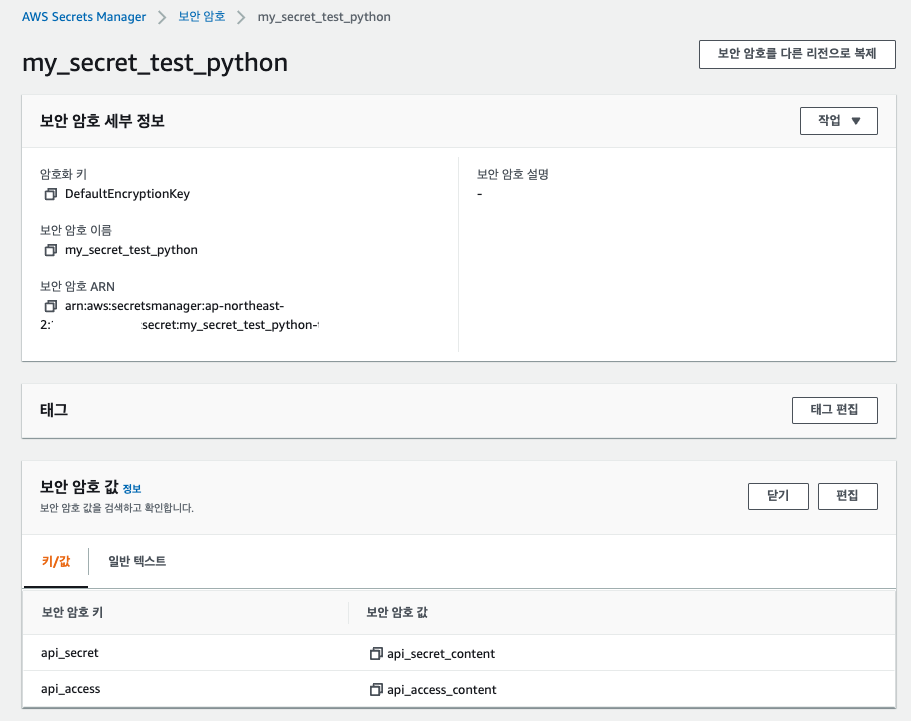 AWS Secrets Manager > 보안 암호 > my_secret_test_python
my_secret_test_python
보안 암호를 다른 리전으로 복제
보안 암호 세부 정보
작업 ▼
암호화 키
DefaultEncryptionKey
보안 암호 이름
my_secret_test_python
보안 암호 ARN
arn:aws:secretsmanager:ap-northeast-
2: secret:my_secret_test_python-
보안 암호 설명
-
태그
태그 편집
보안 암호 값 정보
보안 암호 값을 검색하고 확인합니다.
닫기
편집
키/값
일반 텍스트
보안 암호 키 보안 암호 값
api_secret api_secret_content
api_access api_access_content